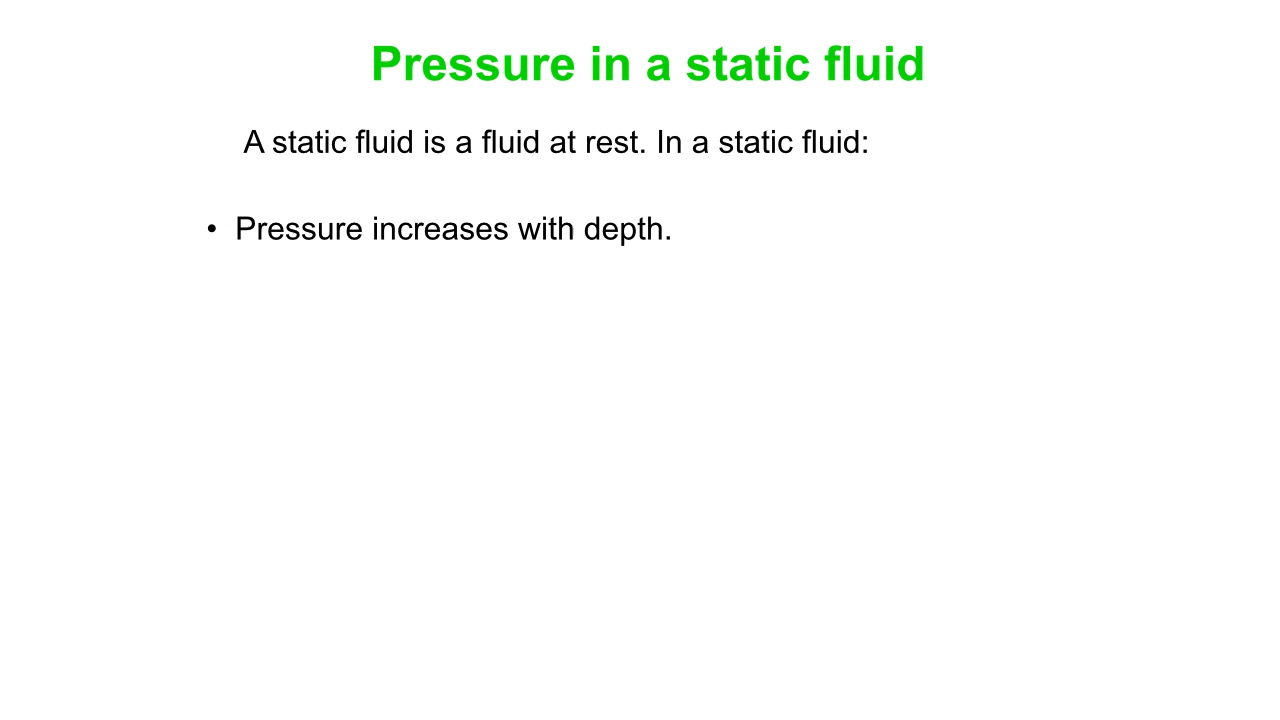 Pressure in a static fluid
A static fluid is a fluid at rest. In a static fluid:
• Pressure increases with depth.